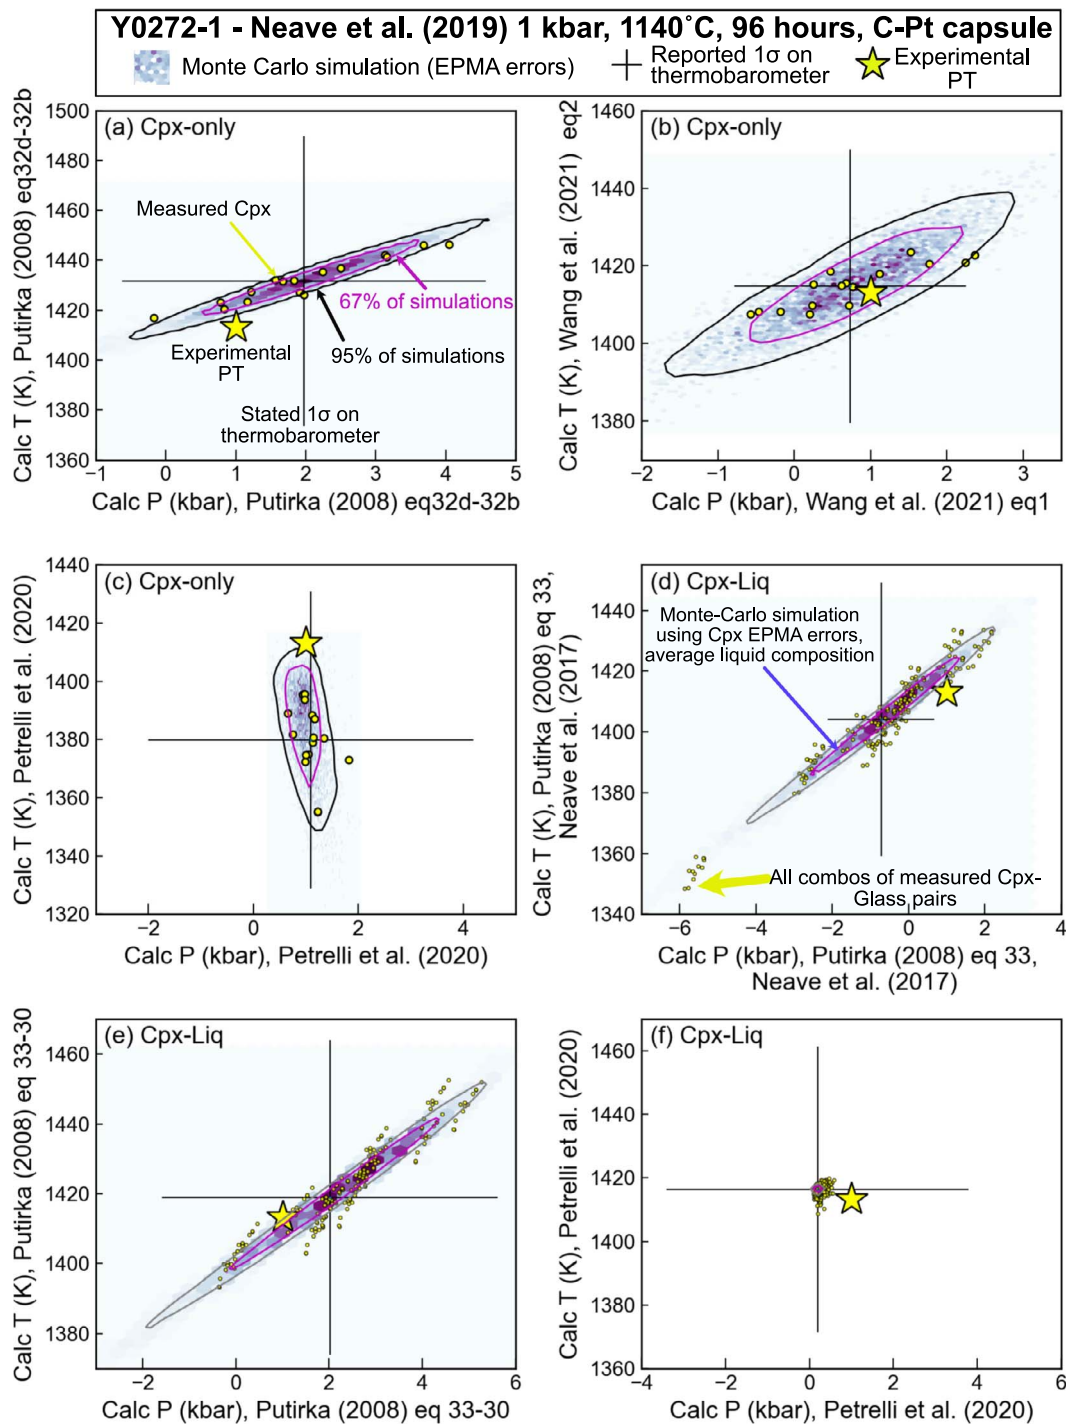 Y0272-1 - Neave et al. (2019) 1 kbar, 1140˚C, 96 hours, C-Pt capsule
Monte Carlo simulation (EPMA errors)
Reported 1σ on
thermobarometer
Experimental
PT
(a) Cpx-only
Calc T (K), Putirka (2008) eq32d-32b
1500
1480
1460
1440
1420
1400
1380
1360
Measured Cpx
67% of simulations
95% of simulations
Experimental
PT
Stated 1σ on
thermobarometer
−1 0 1 2 3 4 5
Calc P (kbar), Putirka (2008) eq32d-32b
(b) Cpx-only
Calc T (K), Wang et al. (2021) eq2
1460
1440
1420
1400
1380
−2 −1 0 1 2 3
Calc P (kbar), Wang et al. (2021) eq1
(c) Cpx-only
Calc T (K), Petrelli et al. (2020)
1440
1420
1400
1380
1360
1340
1320
−2 0 2 4
Calc P (kbar), Petrelli et al. (2020)
(d) Cpx-Liq
Calc T (K), Putirka (2008) eq 33,
Neave et al. (2017)
1440
1420
1400
1380
1360
1340
Monte-Carlo simulation
using Cpx EPMA errors,
average liquid composition
All combos of measured Cpx-
Glass pairs
−6 −4 −2 0 2 4
Calc P (kbar), Putirka (2008) eq 33,
Neave et al. (2017)
(e) Cpx-Liq
Calc T (K), Putirka (2008) eq 33-30
1460
1440
1420
1400
1380
−2 0 2 4 6
Calc P (kbar), Putirka (2008) eq 33-30
(f) Cpx-Liq
Calc T (K), Petrelli et al. (2020)
1460
1440
1420
1400
1380
1360
−4 −2 0 2 4 6
Calc P (kbar), Petrelli et al. (2020)